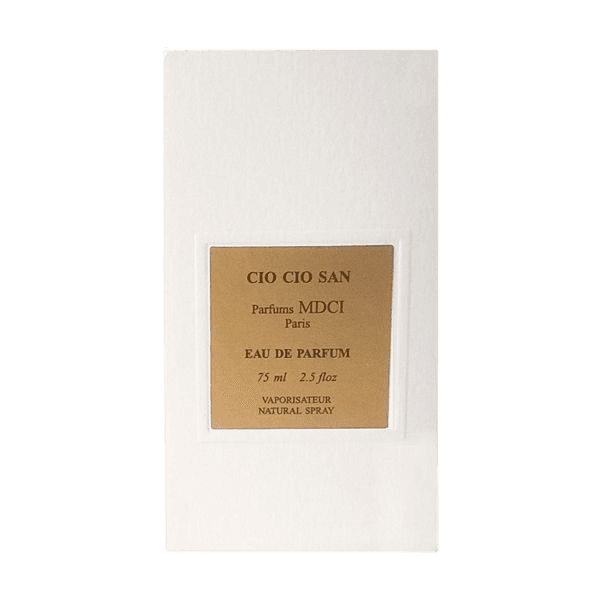 CIO CIO SAN
Parfums MDCI
Paris
EAU DE PARFUM
75 ml 2.5 floz
VAPORISATEUR
NATURAL SPRAY